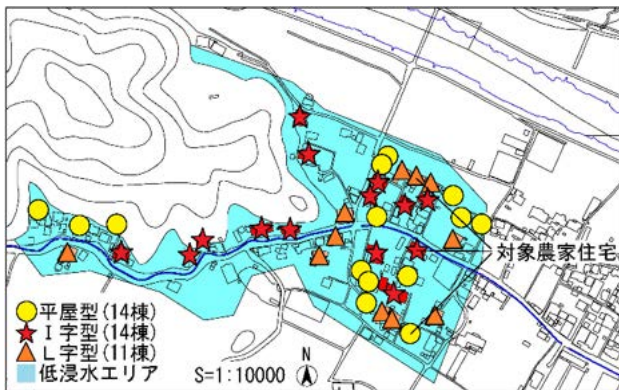 対象農家住宅
平屋型(14棟)
I字型(14棟)
L字型(11棟)
低浸水エリア
S=1:10000
N